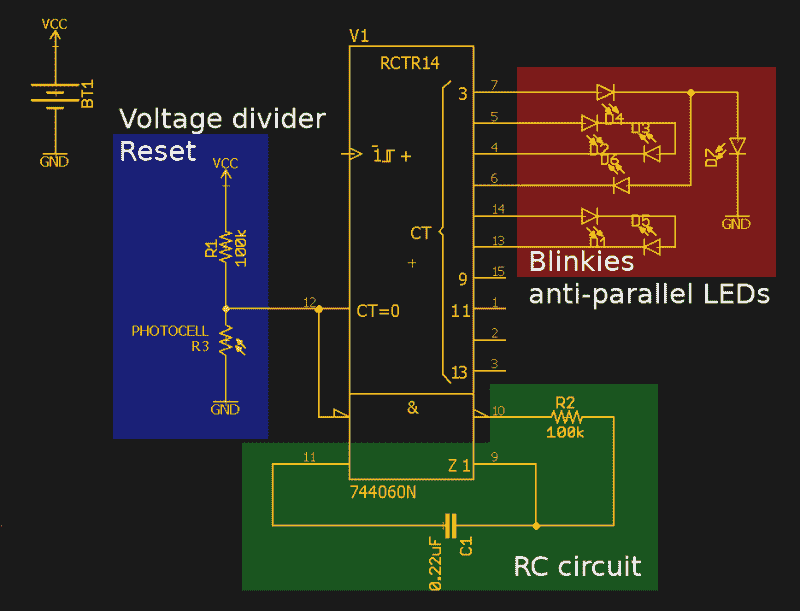 VCC
BT1
GND
Voltage divider
Reset
VCC
R1
100k
PHOTOCELL
R3
GND
V1
RCTR14
1 +
CT
+
CT=0
&
Z1
3
9
11
13
744060N
12
11
7
5
4
6
14
13
15
1
2
3
10
9
D4
D3
D2
D6
D7
GND
D5
D1
Blinkies
anti-parallel LEDs
R2
100k
0.22uF
C1
RC circuit